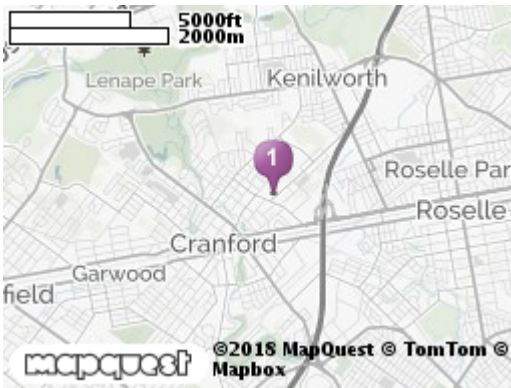 5000ft
2000m
Lenape Park
Kenilworth
1
Roselle Par
Roselle
Cranford
Garwood
field
mapquest
©2018 MapQuest © TomTom ©
Mapbox